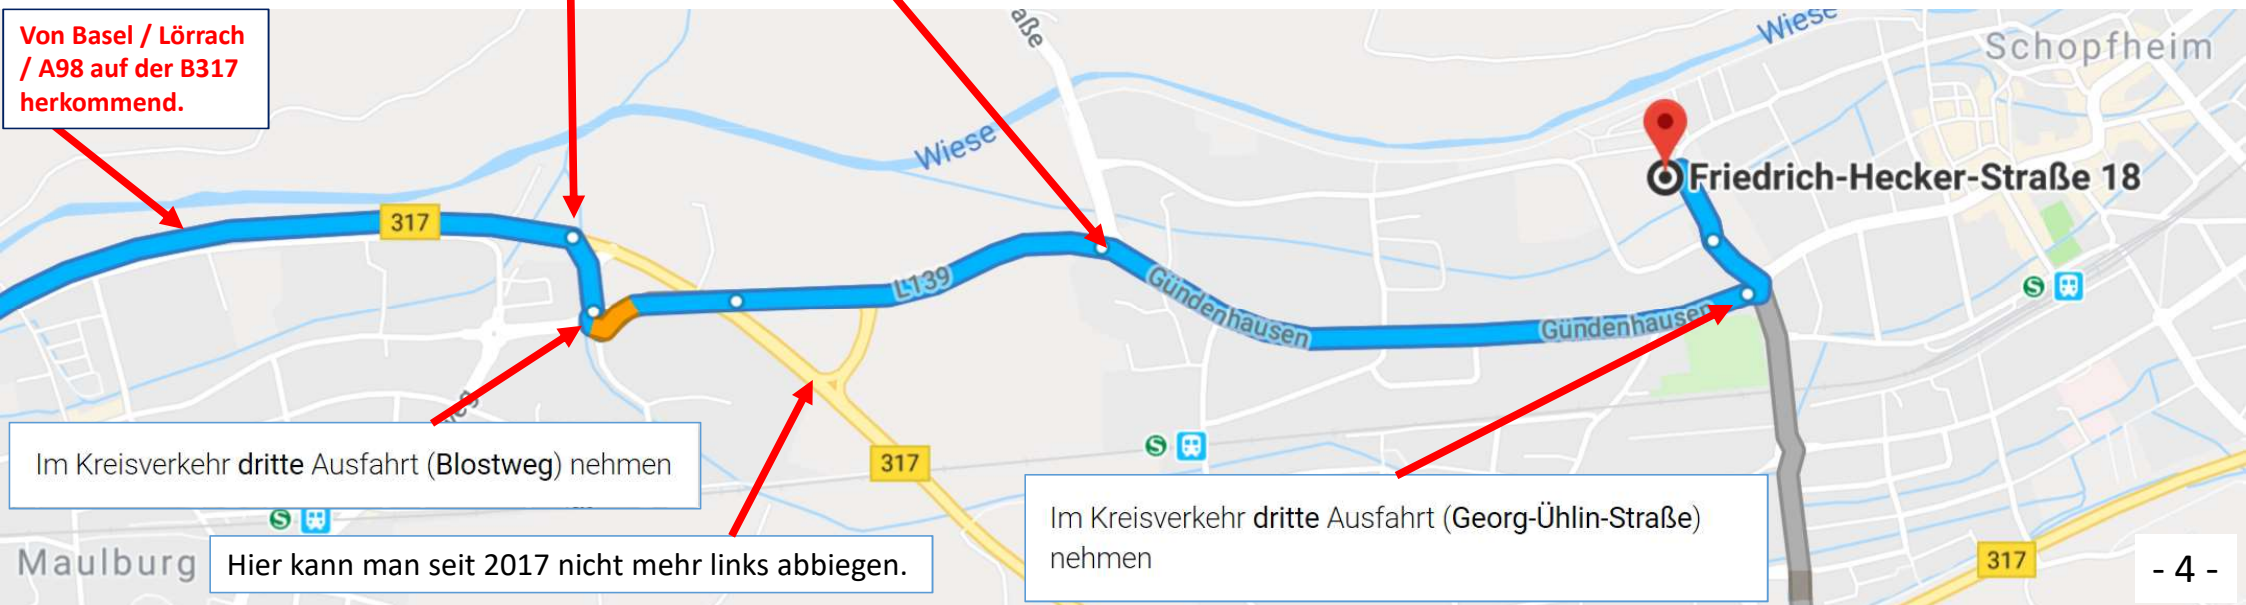 Von Basel / Lörrach
/ A98 auf der B317
herkommend.
aße
Wiese
Schopfheim
Wiese
Friedrich-Hecker-Straße 18
317
L139
Gündenhausen
Gündenhausen
S
S
Im Kreisverkehr dritte Ausfahrt (Blostweg) nehmen
317
Im Kreisverkehr dritte Ausfahrt (Georg-Ühlin-Straße)
nehmen
S
Maulburg
Hier kann man seit 2017 nicht mehr links abbiegen.
317
- 4 -